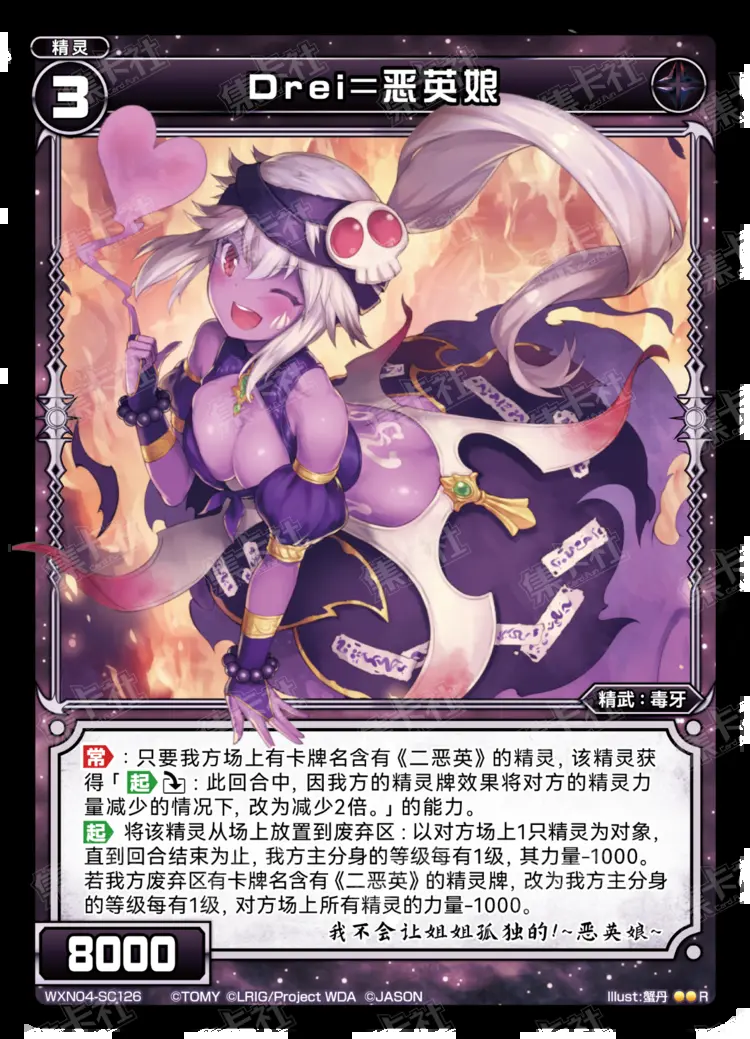 精灵
3
Drei＝恶英娘
精武：毒牙
常：只要我方场上有卡牌名含有《二恶英》的精灵，该精灵获
得「起：此回合中，因我方的精灵牌效果将对方的精灵力
量减少的情况下，改为减少2倍。」的能力。
起 将该精灵从场上放置到废弃区：以对方场上1只精灵为对象，
直到回合结束为止，我方主分身的等级每有1级，其力量-1000。
若我方废弃区有卡牌名含有《二恶英》的精灵牌，改为我方主分身
的等级每有1级，对方场上所有精灵的力量-1000。
我不会让姐姐孤独的！~恶英娘~
8000
WXN04-SC126 ©TOMY ©LRIG/Project WDA ©JASON Illust:蟹丹 R
集卡社